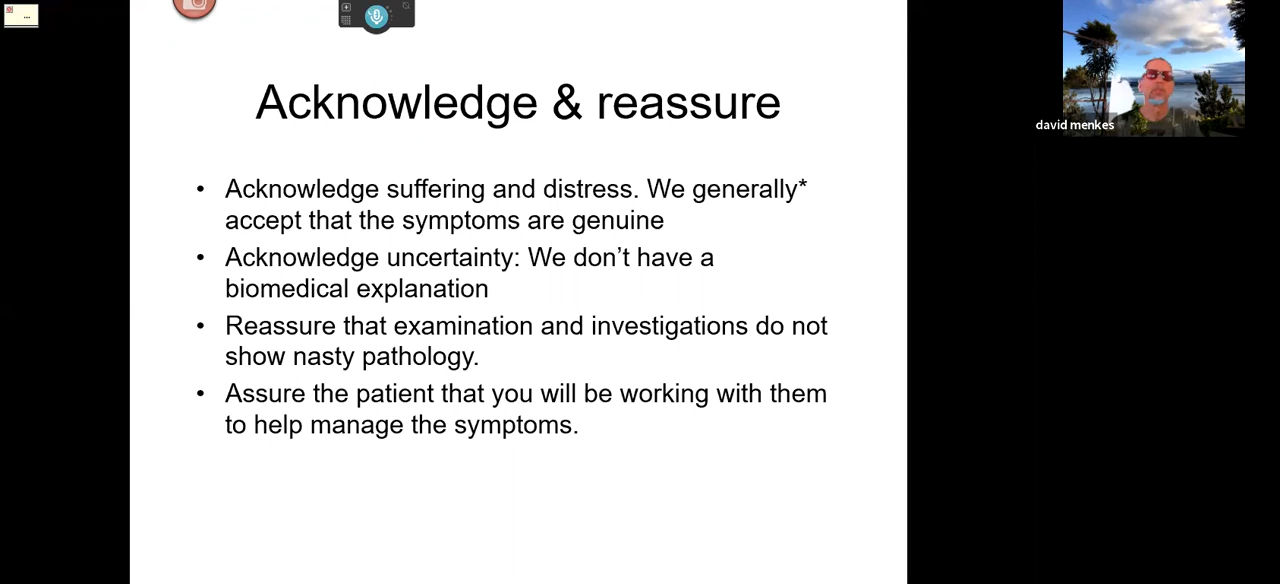 ...
Acknowledge & reassure
david menkes
• Acknowledge suffering and distress. We generally*
accept that the symptoms are genuine
• Acknowledge uncertainty: We don’t have a
biomedical explanation
• Reassure that examination and investigations do not
show nasty pathology.
• Assure the patient that you will be working with them
to help manage the symptoms.